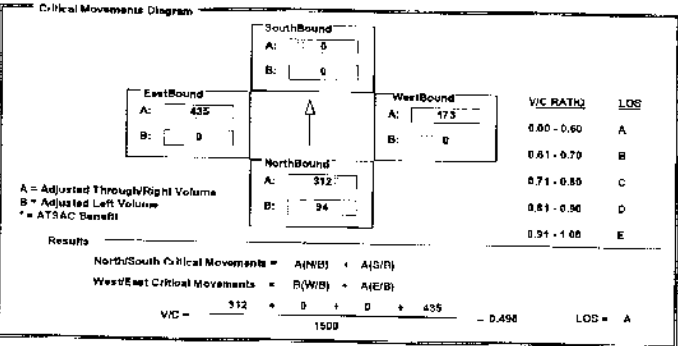 Critical Movements Diagram
SouthBound
A: 0
B: 0
EastBound
A: 435
B: 0
WestBound
A: 173
B: 0
NorthBound
A: 312
B: 94
V/C RATIO LOS
0.00 - 0.60 A
0.61 - 0.70 B
0.71 - 0.80 C
0.81 - 0.90 D
0.91 - 1.00 E
A = Adjusted Through/Right Volume
B = Adjusted Left Volume
* = ATSAC Benefit
Results
North/South Critical Movements = A(N/B) + A(S/B)
West/East Critical Movements = B(W/B) + A(E/B)
V/C = 312 + 0 + 0 + 435 = 0.498 LOS = A
1500